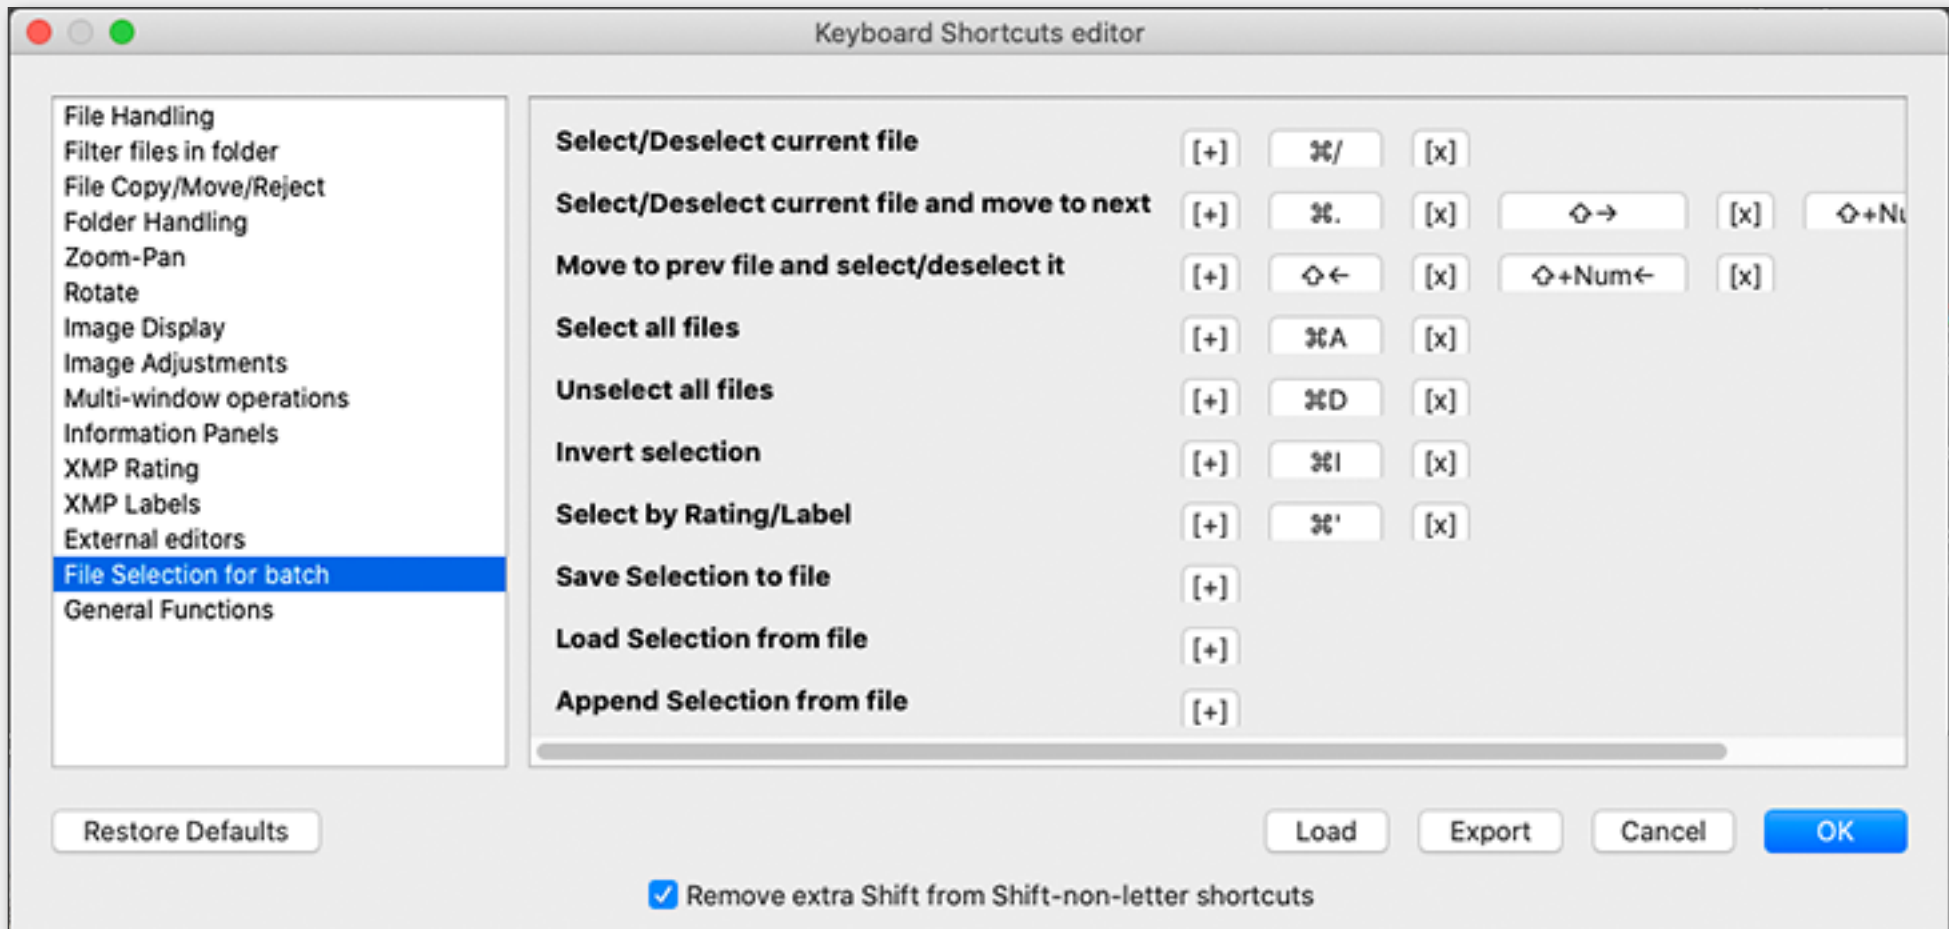 Keyboard Shortcuts editor
File Handling
Filter files in folder
File Copy/Move/Reject
Folder Handling
Zoom-Pan
Rotate
Image Display
Image Adjustments
Multi-window operations
Information Panels
XMP Rating
XMP Labels
External editors
File Selection for batch
General Functions
Select/Deselect current file [+] ⌘/ [x]
Select/Deselect current file and move to next [+] ⌘. [x] ⇧→ [x] ⇧+Nu
Move to prev file and select/deselect it [+] ⇧← [x] ⇧+Num← [x]
Select all files [+] ⌘A [x]
Unselect all files [+] ⌘D [x]
Invert selection [+] ⌘I [x]
Select by Rating/Label [+] ⌘' [x]
Save Selection to file [+]
Load Selection from file [+]
Append Selection from file [+]
Restore Defaults Load Export Cancel OK
Remove extra Shift from Shift-non-letter shortcuts